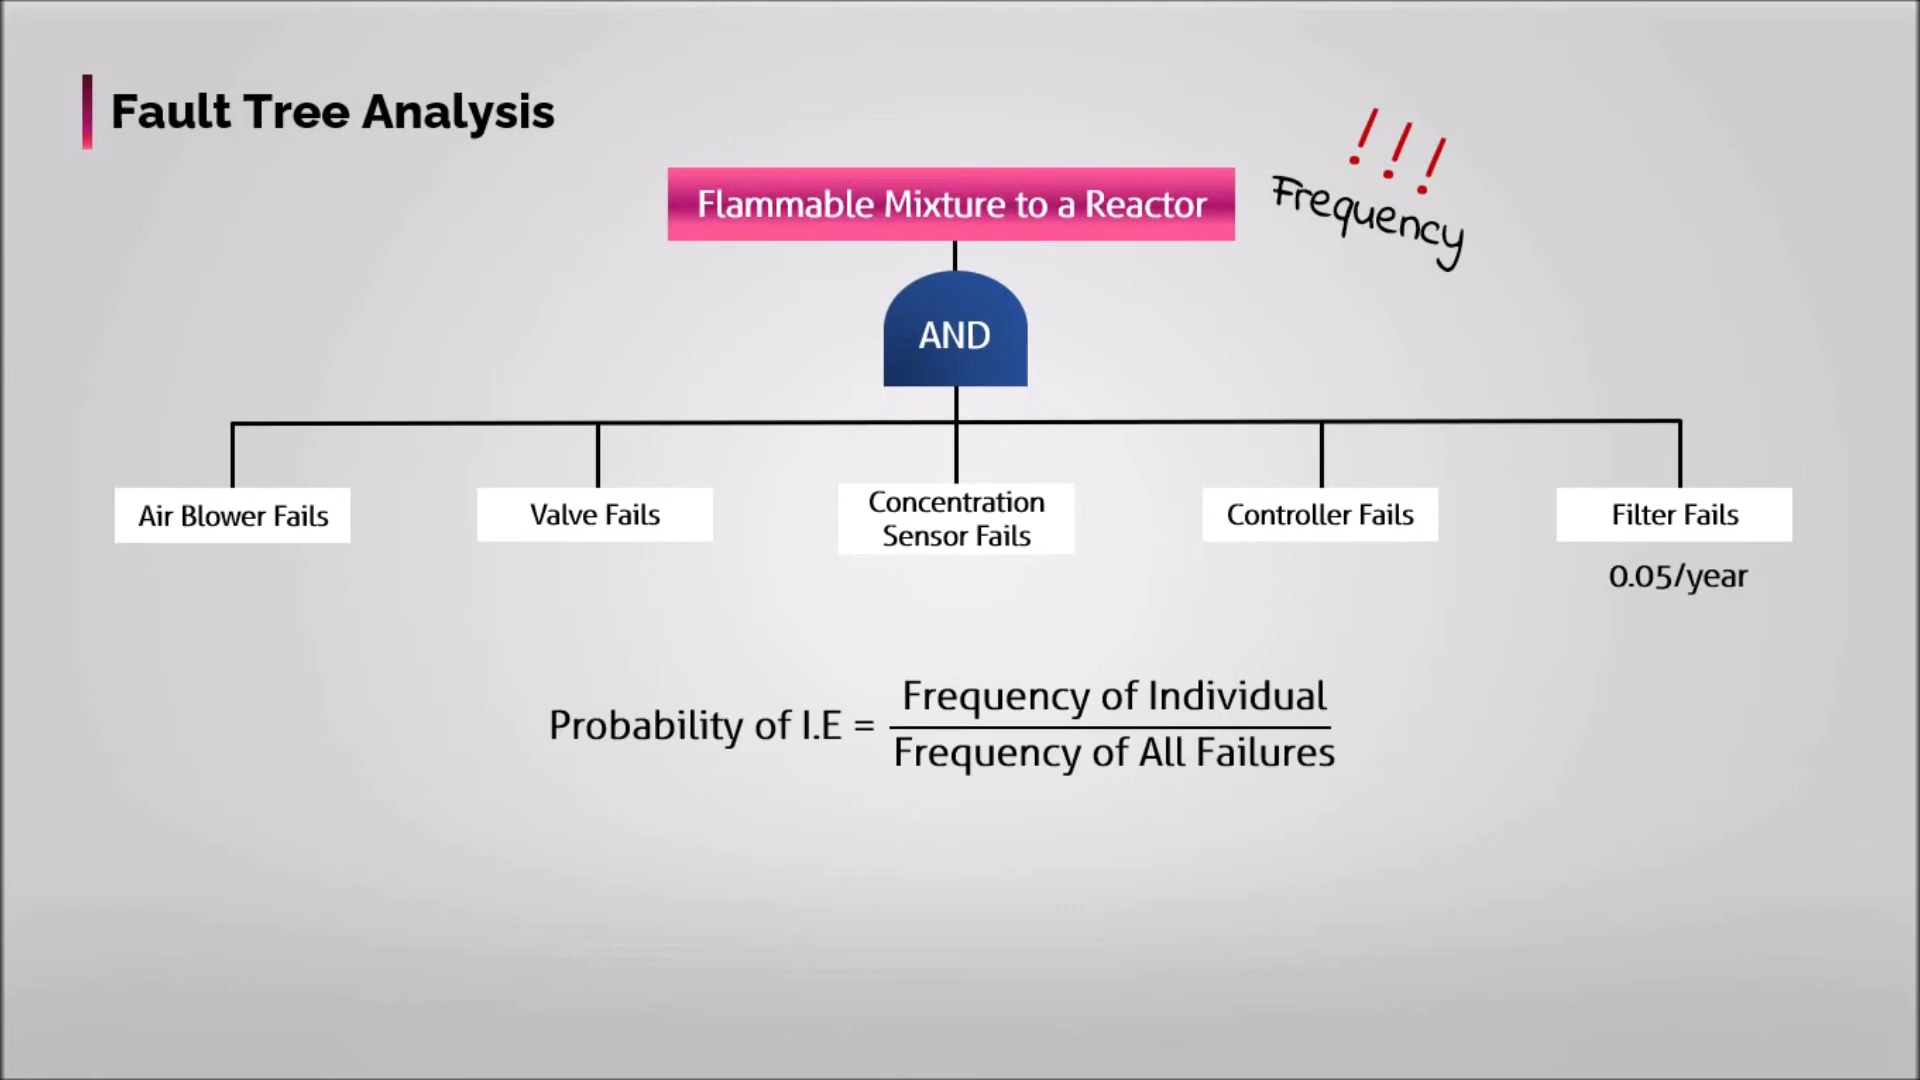 Fault Tree Analysis
!!!
Frequency
Flammable Mixture to a Reactor
AND
Air Blower Fails
Valve Fails
Concentration
Sensor Fails
Controller Fails
Filter Fails
0.05/year
Probability of I.E =
Frequency of Individual
Frequency of All Failures